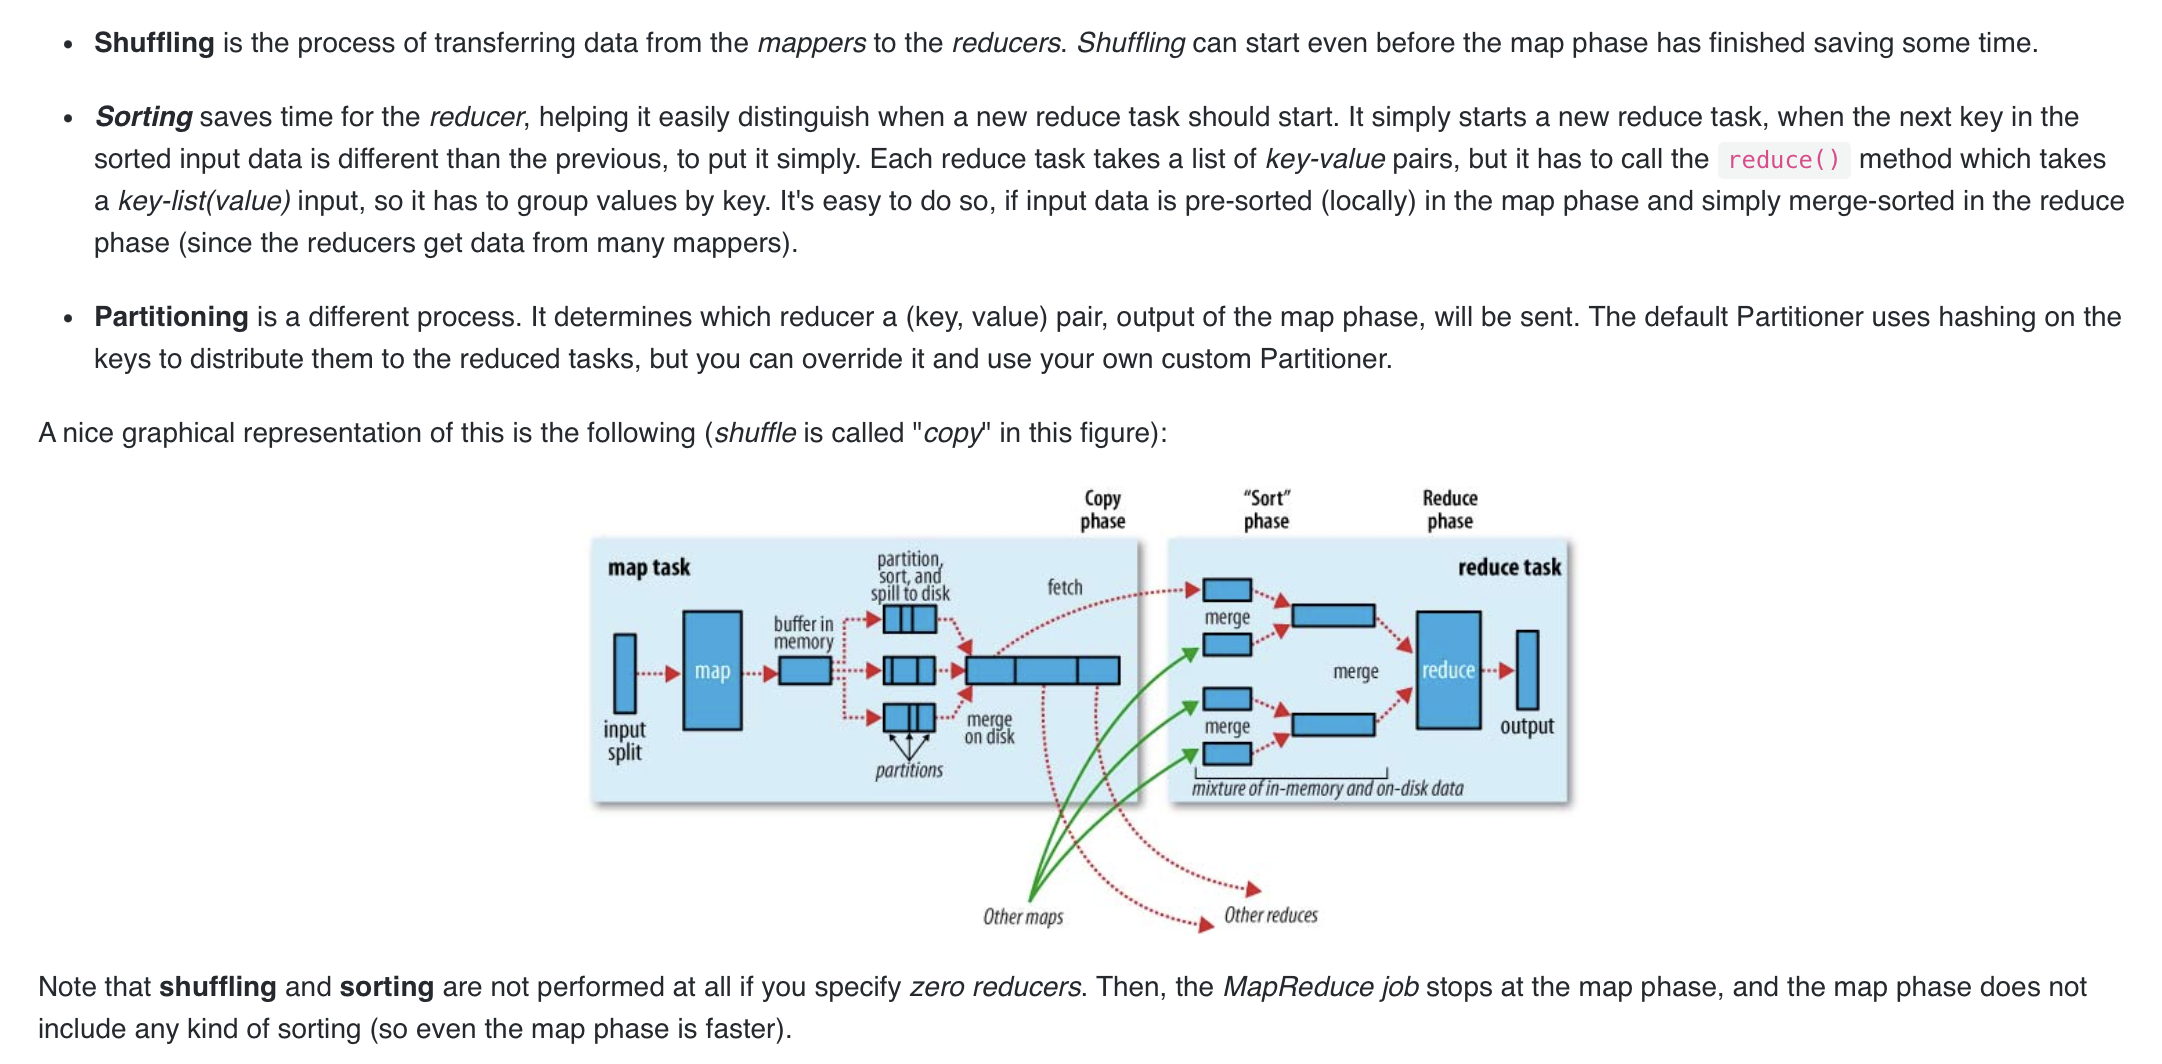 Shuffling is the process of transferring data from the mappers to the reducers. Shuffling can start even before the map phase has finished saving some time.
Sorting saves time for the reducer, helping it easily distinguish when a new reduce task should start. It simply starts a new reduce task, when the next key in the
sorted input data is different than the previous, to put it simply. Each reduce task takes a list of key-value pairs, but it has to call the reduce() method which takes
a key-list(value) input, so it has to group values by key. It's easy to do so, if input data is pre-sorted (locally) in the map phase and simply merge-sorted in the reduce
phase (since the reducers get data from many mappers).
Partitioning is a different process. It determines which reducer a (key, value) pair, output of the map phase, will be sent. The default Partitioner uses hashing on the
keys to distribute them to the reduced tasks, but you can override it and use your own custom Partitioner.
A nice graphical representation of this is the following (shuffle is called "copy" in this figure):
Copy
phase
“Sort”
phase
Reduce
phase
map task
partition,
sort, and
spill to disk
fetch
reduce task
buffer in
memory
merge
map
merge
reduce
input
split
merge
on disk
merge
output
partitions
mixture of in-memory and on-disk data
Other maps
Other reduces
Note that shuffling and sorting are not performed at all if you specify zero reducers. Then, the MapReduce job stops at the map phase, and the map phase does not
include any kind of sorting (so even the map phase is faster).